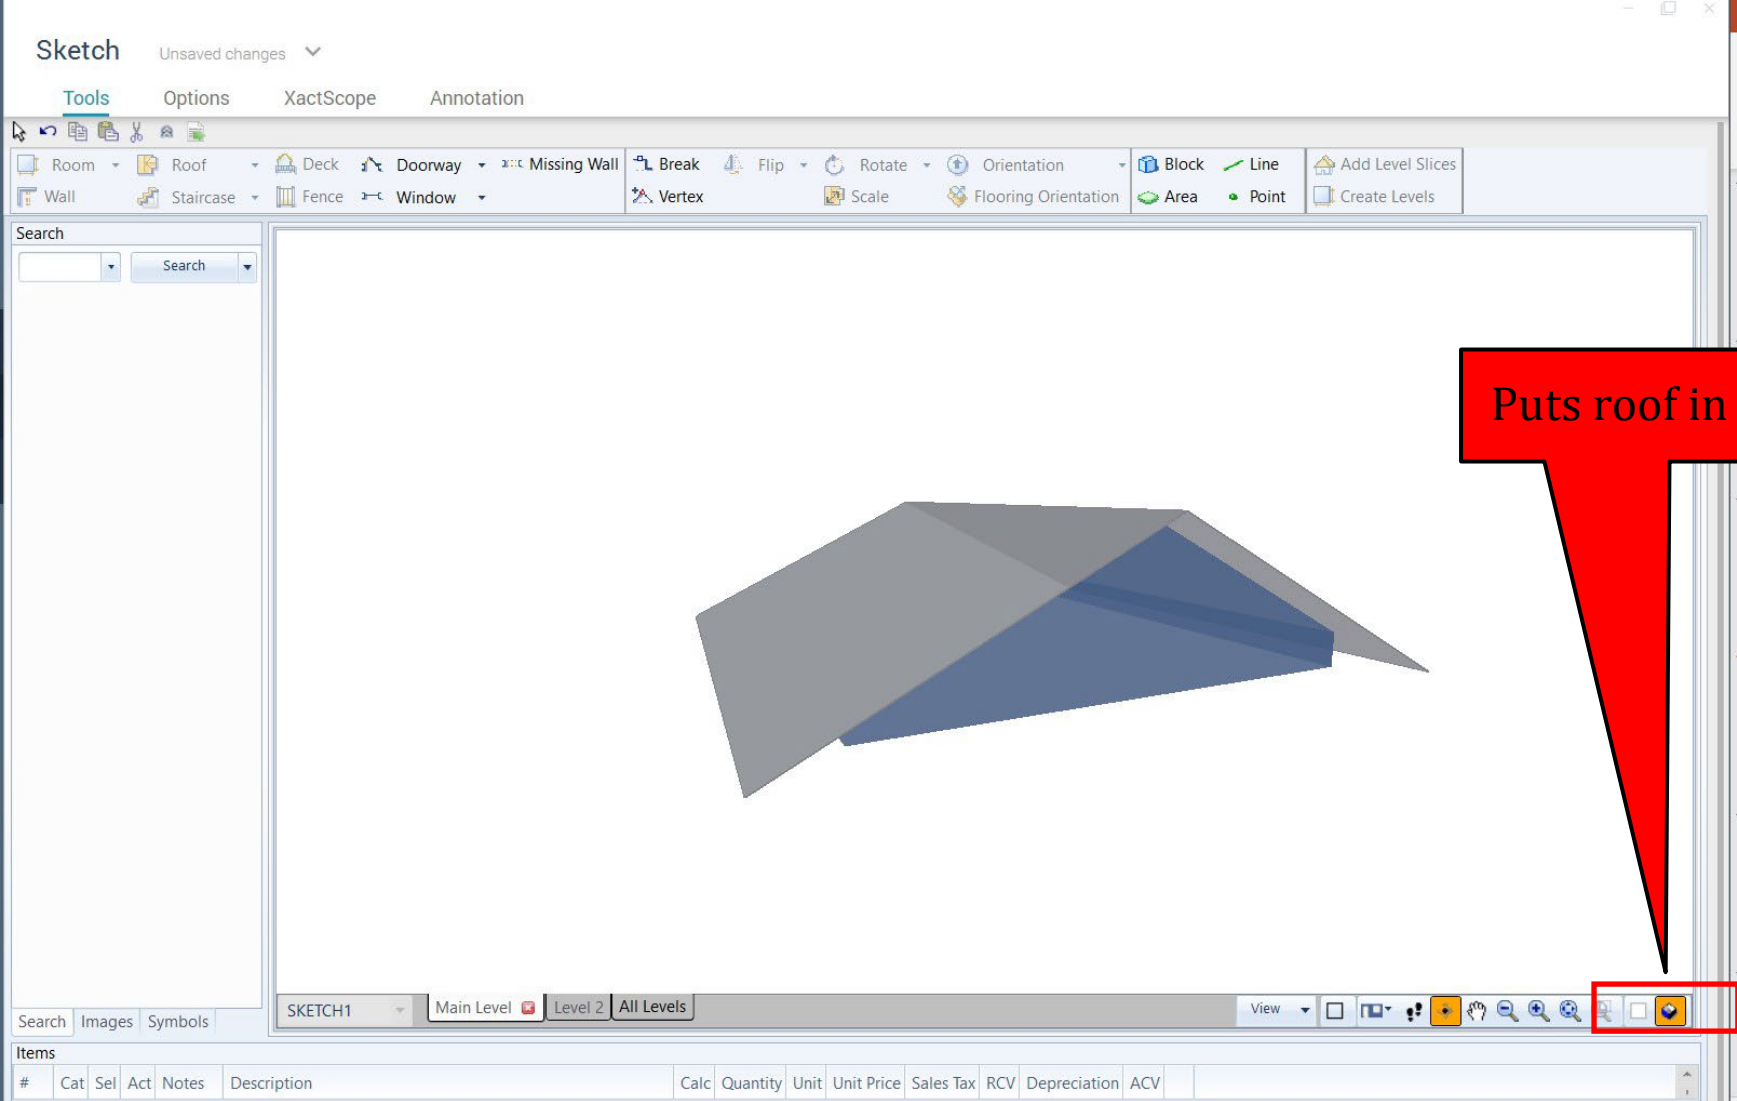 Sketch Unsaved changes
Tools Options XactScope Annotation
Room Roof Deck Doorway Missing Wall Break Flip Rotate Orientation Block Line Add Level Slices
Wall Staircase Fence Window Vertex Scale Flooring Orientation Area Point Create Levels
Search
Search
Puts roof in
SKETCH1 Main Level Level 2 All Levels View
Search Images Symbols
Items
# Cat Sel Act Notes Description Calc Quantity Unit Unit Price Sales Tax RCV Depreciation ACV